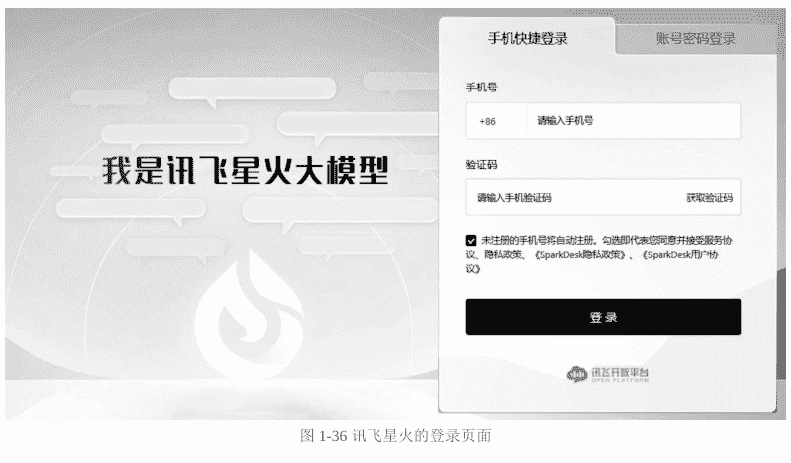 我是讯飞星火大模型
手机快捷登录
账号密码登录
手机号
+86
请输入手机号
验证码
请输入手机验证码
获取验证码
未注册的手机号将自动注册。勾选即代表您同意并接受服务协
议、隐私政策、《SparkDesk隐私政策》、《SparkDesk用户协
议》
登 录
讯飞开放平台
OPEN PLATFORM
图 1-36 讯飞星火的登录页面